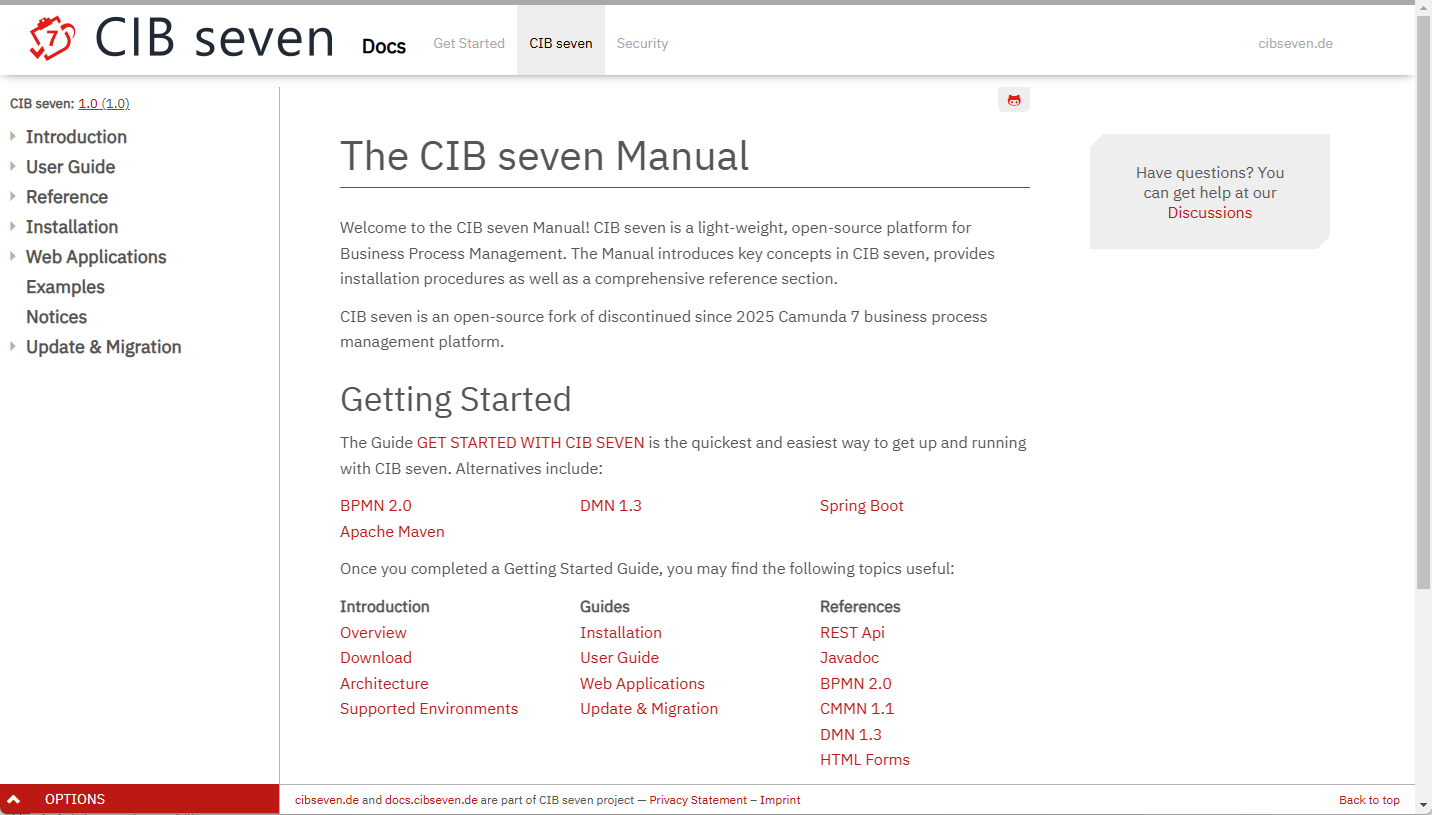 7 CIB seven Docs Get Started CIB seven Security cibseven.de
CIB seven: 1.0 (1.0)
Introduction
User Guide
Reference
Installation
Web Applications
Examples
Notices
Update & Migration
The CIB seven Manual
Welcome to the CIB seven Manual! CIB seven is a light-weight, open-source platform for
Business Process Management. The Manual introduces key concepts in CIB seven, provides
installation procedures as well as a comprehensive reference section.
CIB seven is an open-source fork of discontinued since 2025 Camunda 7 business process
management platform.
Getting Started
The Guide GET STARTED WITH CIB SEVEN is the quickest and easiest way to get up and running
with CIB seven. Alternatives include:
BPMN 2.0 DMN 1.3 Spring Boot
Apache Maven
Once you completed a Getting Started Guide, you may find the following topics useful:
Introduction Guides References
Overview Installation REST Api
Download User Guide Javadoc
Architecture Web Applications BPMN 2.0
Supported Environments Update & Migration CMMN 1.1
DMN 1.3
HTML Forms
Have questions? You
can get help at our
Discussions
OPTIONS
cibseven.de and docs.cibseven.de are part of CIB seven project — Privacy Statement – Imprint
Back to top